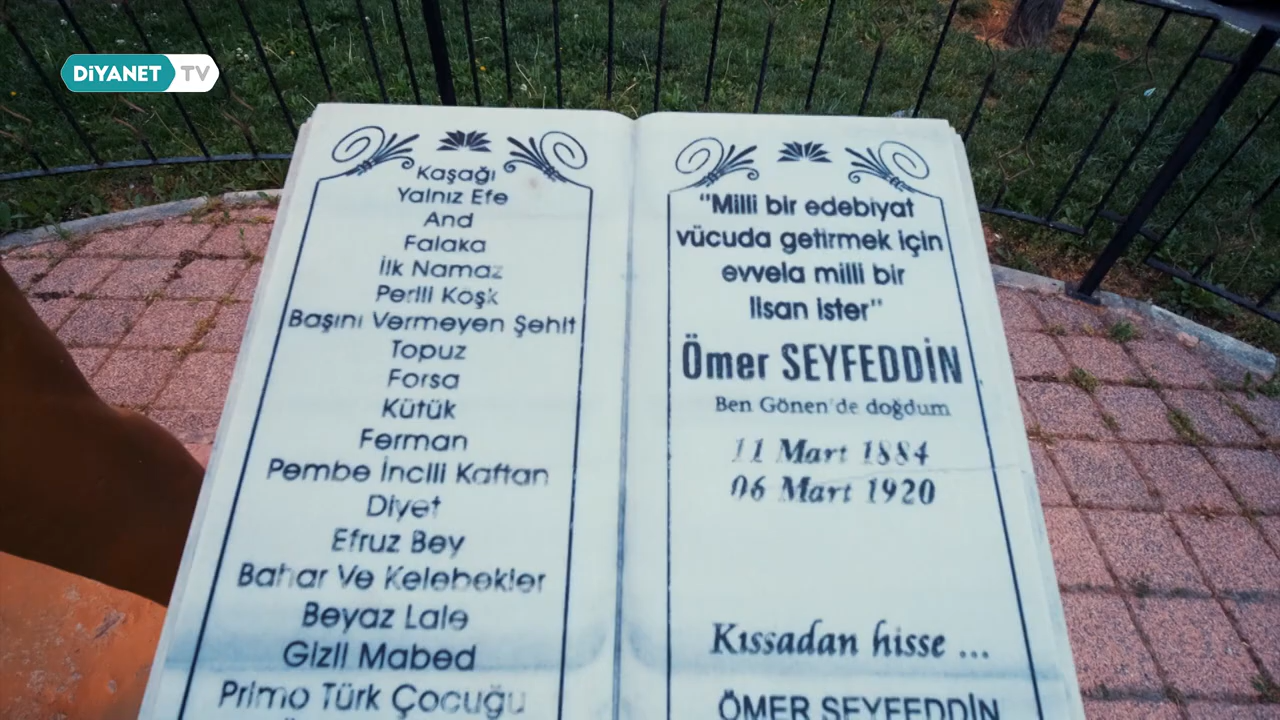 DİYANET TV
Kaşağı
Yalnız Efe
And
Falaka
İlk Namaz
Perili Köşk
Başını Vermeyen Şehit
Topuz
Forsa
Kütük
Ferman
Pembe İncili Kaftan
Diyet
Efruz Bey
Bahar Ve Kelebekler
Beyaz Lale
Gizli Mabed
Primo Türk Çocuğu
"Milli bir edebiyat
vücuda getirmek için
evvela milli bir
lisan ister"
Ömer SEYFEDDİN
Ben Gönen'de doğdum
11 Mart 1884
06 Mart 1920
Kıssadan hisse ...
ÖMER SEYFEDDİN